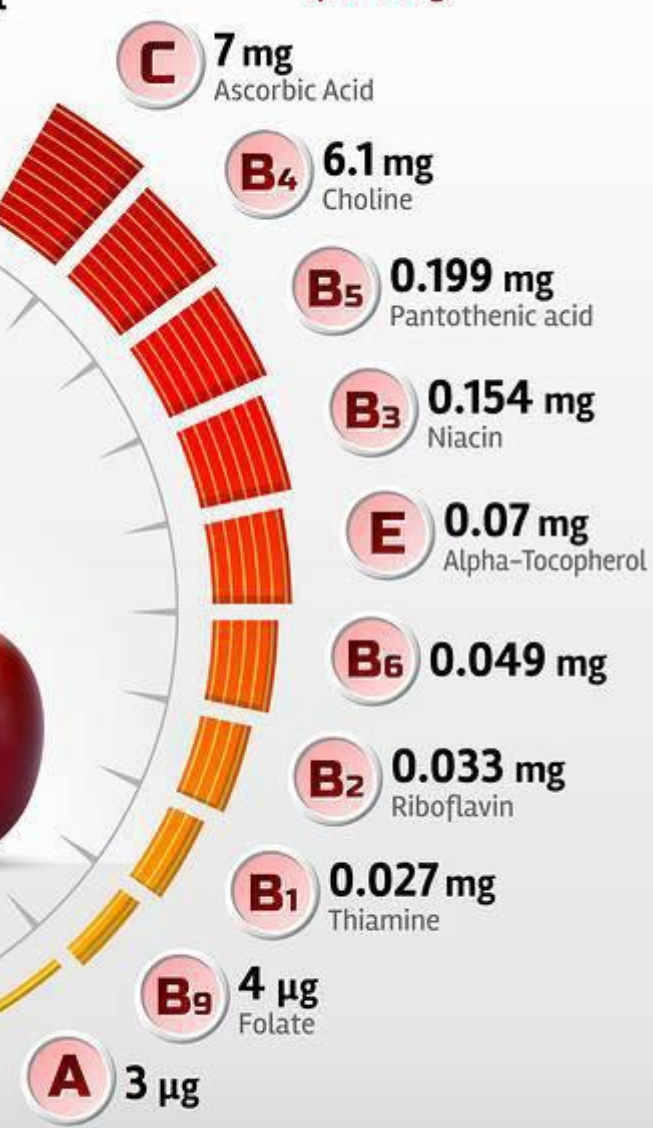 C 7 mg
Ascorbic Acid
B4 6.1 mg
Choline
B5 0.199 mg
Pantothenic acid
B3 0.154 mg
Niacin
E 0.07 mg
Alpha-Tocopherol
B6 0.049 mg
B2 0.033 mg
Riboflavin
B1 0.027 mg
Thiamine
B9 4 µg
Folate
A 3 µg